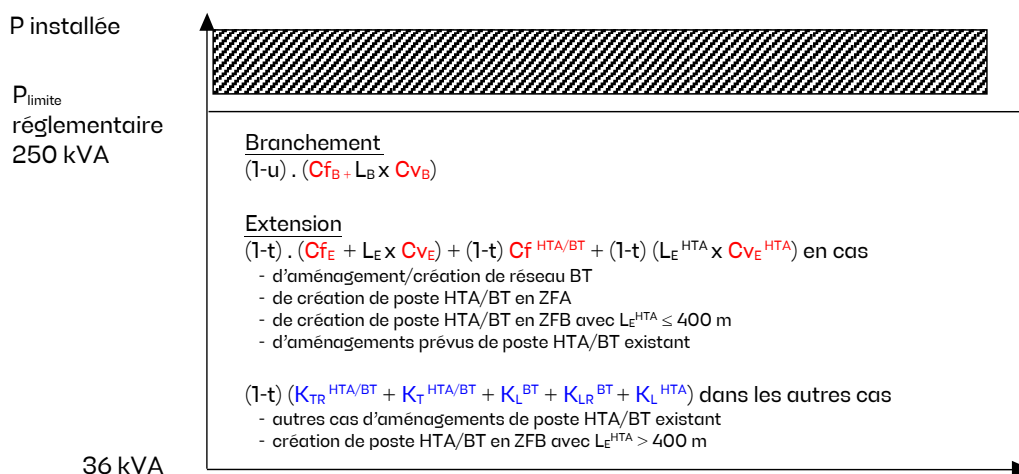 P installée
P limite
réglementaire
250 kVA
Branchement
(1-u) . (CfB + LB x CvB)
Extension
(1-t) . (CfE + LE x CvE) + (1-t) Cf HTA/BT + (1-t) (LE HTA x CvE HTA) en cas
- d'aménagement/création de réseau BT
- de création de poste HTA/BT en ZFA
- de création de poste HTA/BT en ZFB avec LE HTA ≤ 400 m
- d'aménagements prévus de poste HTA/BT existant
(1-t) (KTR HTA/BT + KT HTA/BT + KL BT + KLR BT + KL HTA) dans les autres cas
- autres cas d'aménagements de poste HTA/BT existant
- création de poste HTA/BT en ZFB avec LE HTA > 400 m
36 kVA